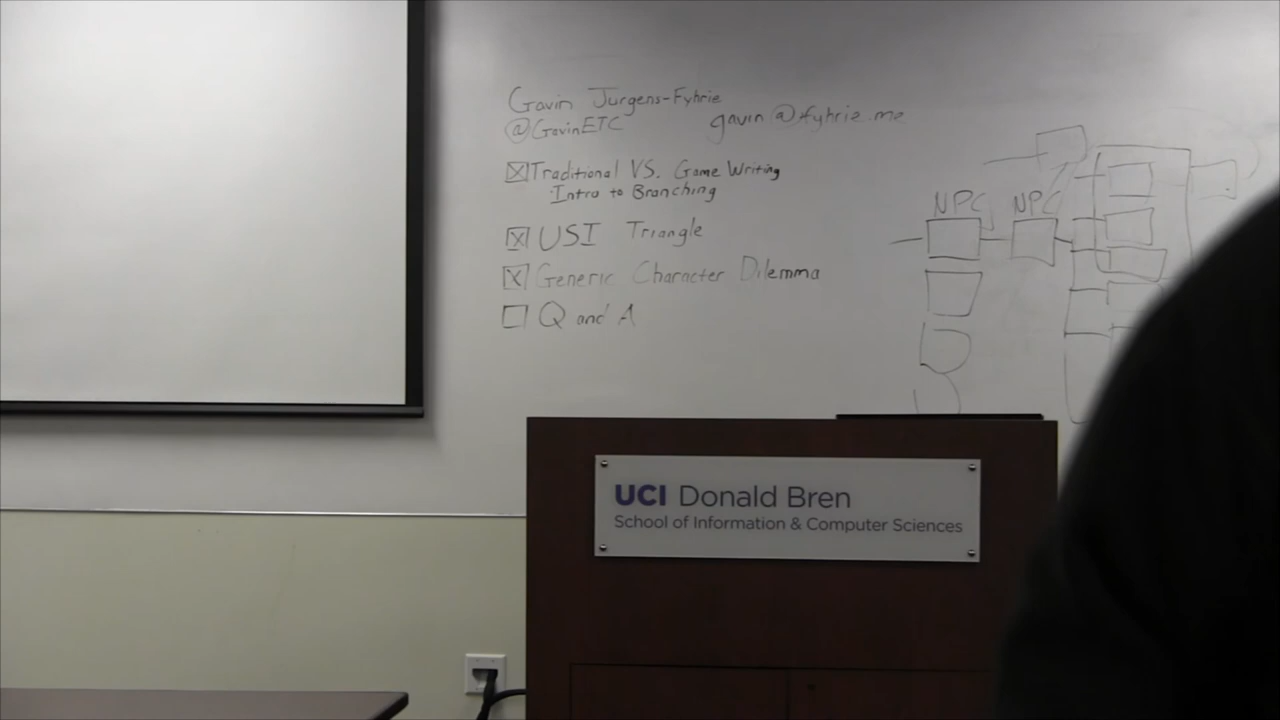 Gavin Jurgens-Fyhrie
@GavinETC gavin@fyhrie.me
Traditional VS. Game Writing
Intro to Branching
USI Triangle
Generic Character Dilemma
Q and A
NPC NPC
UCI Donald Bren
School of Information & Computer Sciences